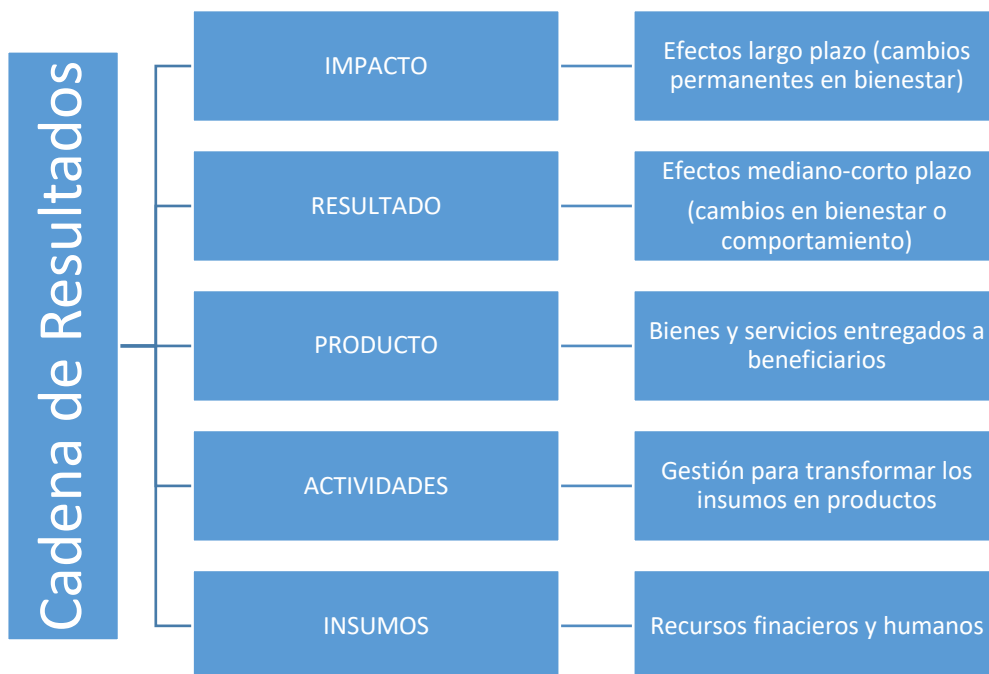 Cadena de Resultados
IMPACTO
Efectos largo plazo (cambios
permanentes en bienestar)
RESULTADO
Efectos mediano-corto plazo
(cambios en bienestar o
comportamiento)
PRODUCTO
Bienes y servicios entregados a
beneficiarios
ACTIVIDADES
Gestión para transformar los
insumos en productos
INSUMOS
Recursos finacieros y humanos